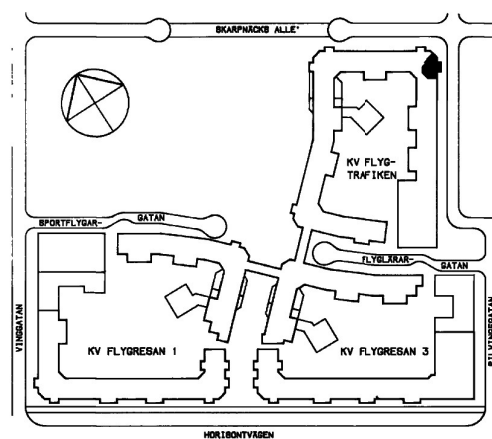 SKARPNÄCKS ALLE'
KV FLYG-
TRAFIKEN
SPORTFLYGAR-
GATAN
FLYGLÄRAR-
GATAN
VINGGATAN
KV FLYGRESAN 1
KV FLYGRESAN 3
HORISONTVÄGEN